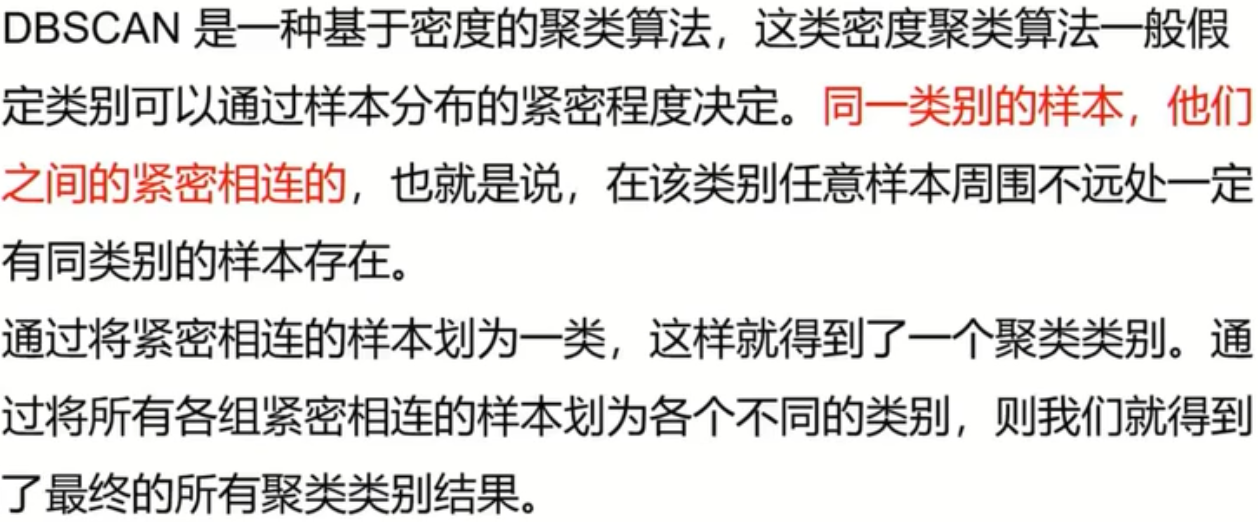 DBSCAN 是一种基于密度的聚类算法，这类密度聚类算法一般假
定类别可以通过样本分布的紧密程度决定。同一类别的样本，他们
之间的紧密相连的，也就是说，在该类别任意样本周围不远处一定
有同类别的样本存在。
通过将紧密相连的样本划为一类，这样就得到了一个聚类类别。通
过将所有各组紧密相连的样本划为各个不同的类别，则我们就得到
了最终的所有聚类类别结果。